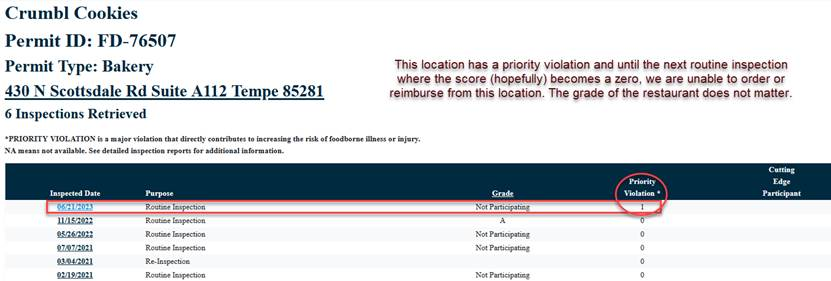 Crumbl Cookies
Permit ID: FD-76507
Permit Type: Bakery
430 N Scottsdale Rd Suite A112 Tempe 85281
6 Inspections Retrieved
This location has a priority violation and until the next routine inspection
where the score (hopefully) becomes a zero, we are unable to order or
reimburse from this location. The grade of the restaurant does not matter.
*PRIORITY VIOLATION is a major violation that directly contributes to increasing the risk of foodborne illness or injury.
NA means not available. See detailed inspection reports for additional information.
Inspected Date Purpose Grade Priority Violation * Cutting Edge Participant
06/21/2023 Routine Inspection Not Participating 1
11/15/2022 Routine Inspection A 0
05/26/2022 Routine Inspection Not Participating 0
07/07/2021 Routine Inspection Not Participating 0
03/04/2021 Re-Inspection 0
02/19/2021 Routine Inspection Not Participating 0